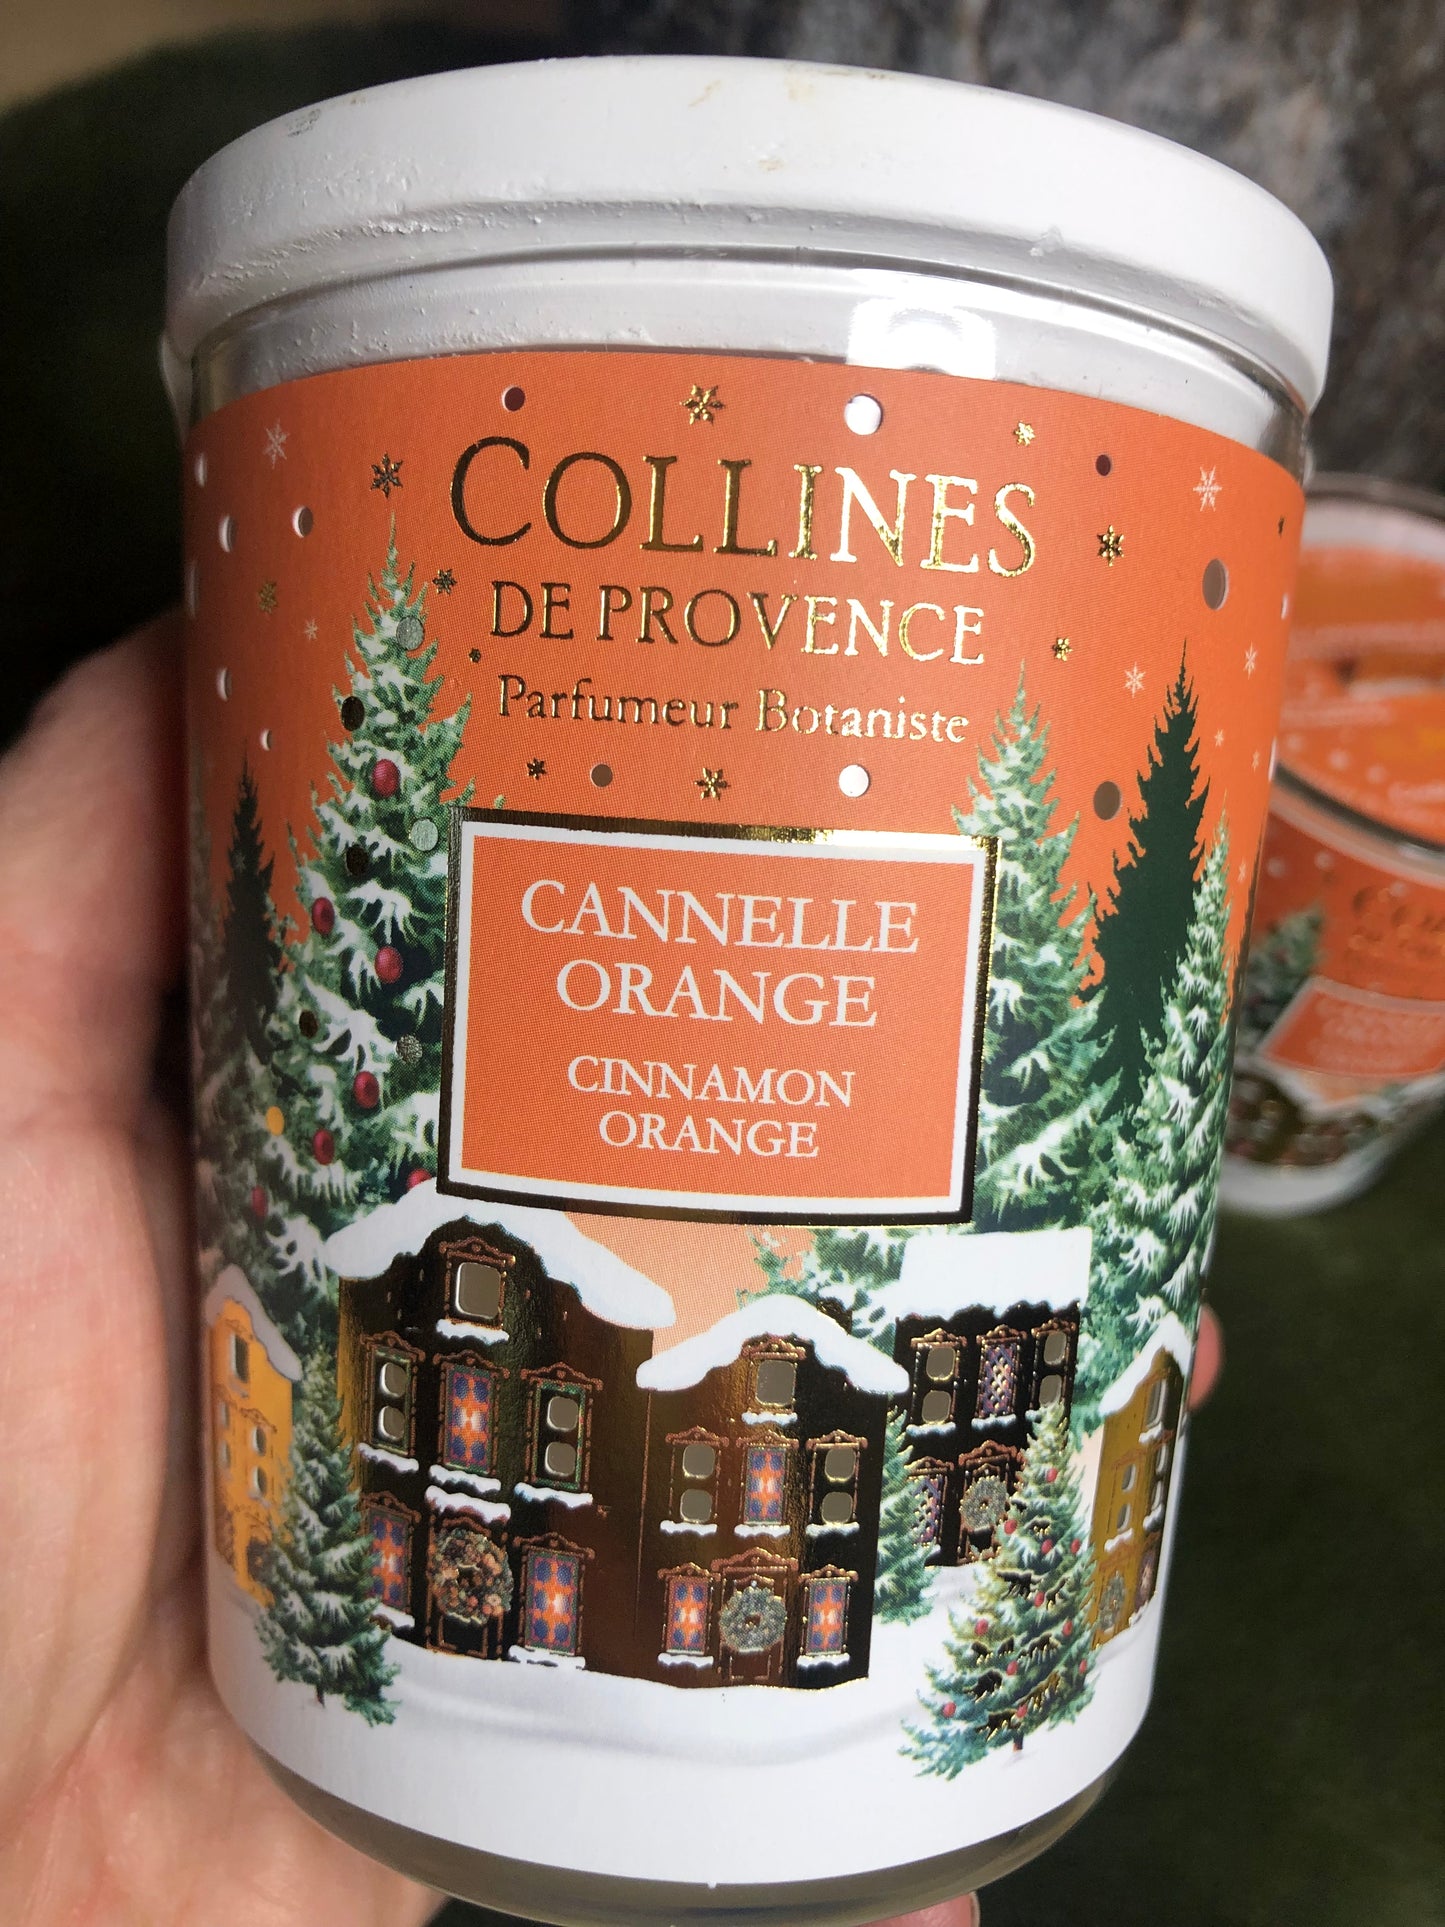 COLLINES
DE PROVENCE
Parfumeur Botaniste
CANNELLE
ORANGE
CINNAMON
ORANGE